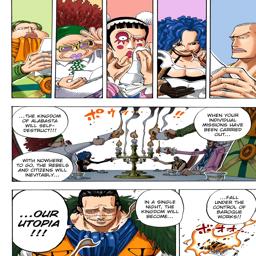 WHEN YOUR
INDIVIDUAL
MISSIONS HAVE
BEEN CARRIED
OUT...
...THE KINGDOM
OF ALABASTA
WILL SELF-
DESTRUCT!!!
WITH NOWHERE TO
GO, THE REBELS
AND CITIZENS WILL
INEVITABLY...
...FALL
UNDER THE
CONTROL OF
BAROQUE
WORKS!!
IN A SINGLE
NIGHT, THE
KINGDOM WILL
BECOME...
...OUR
UTOPIA
!!!